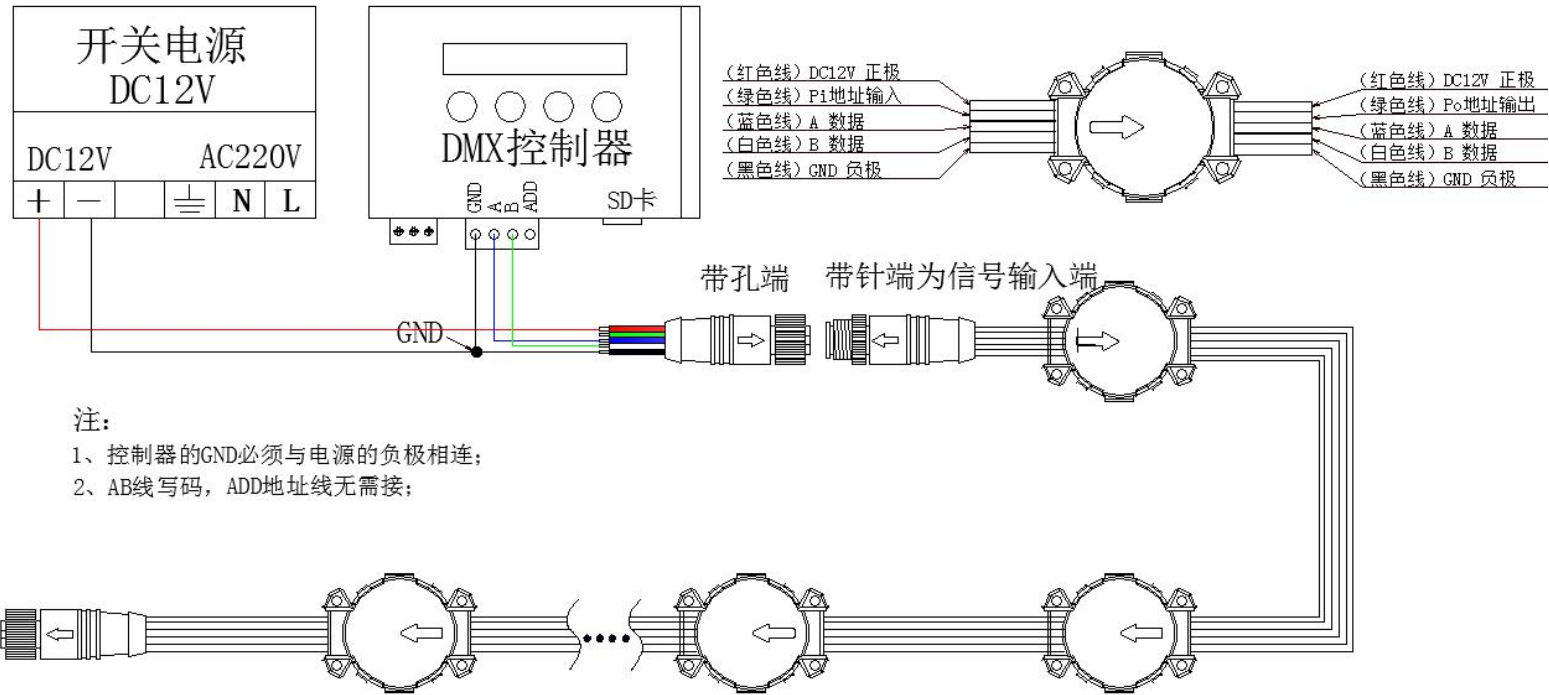 开关电源
DC12V
DC12V AC220V
+ − N L
DMX控制器
GND
A
B
ADD
SD卡
(红色线) DC12V 正极
(绿色线) Pi地址输入
(蓝色线) A 数据
(白色线) B 数据
(黑色线) GND 负极
(红色线) DC12V 正极
(绿色线) Po地址输出
(蓝色线) A 数据
(白色线) B 数据
(黑色线) GND 负极
带孔端
带针端为信号输入端
GND
注:
1、控制器的GND必须与电源的负极相连;
2、AB线写码，ADD地址线无需接;